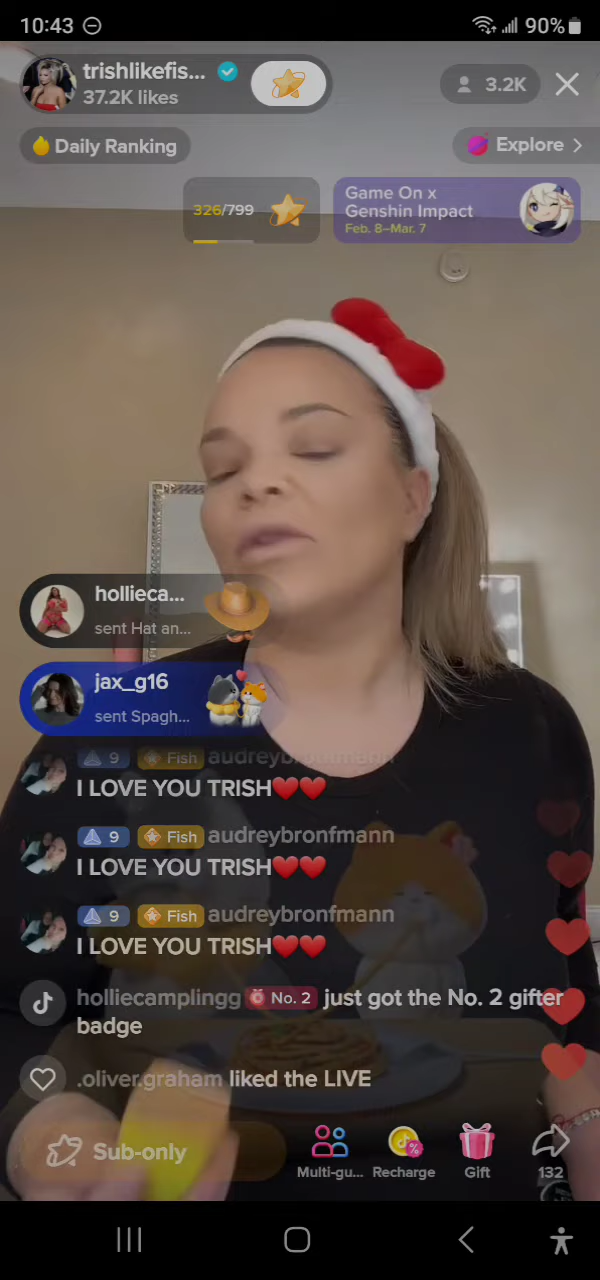 10:43
90%
trishlikefis...
37.2K likes
3.2K
Daily Ranking
Explore >
326/799
Game On x
Genshin Impact
Feb. 8–Mar. 7
hollieca...
sent Hat an...
jax_g16
sent Spagh...
9 Fish audreybronfmann
I LOVE YOU TRISH❤️❤️
9 Fish audreybronfmann
I LOVE YOU TRISH❤️❤️
9 Fish audreybronfmann
I LOVE YOU TRISH❤️❤️
holliecamplingg No. 2 just got the No. 2 gifter
badge
.oliver.graham liked the LIVE
Sub-only
Multi-gu... Recharge Gift 132